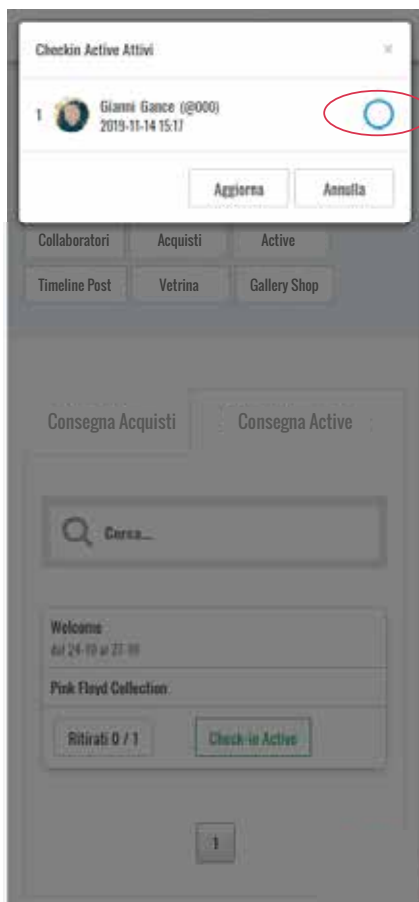 Checkin Active Attivi ×
1 Gianni Gance (@000)
2019-11-14 15:17
Aggiorna Annulla
Collaboratori Acquisti Active
Timeline Post Vetrina Gallery Shop
Consegna Acquisti Consegna Active
Cerca...
Welcome
dal 24-10 al
Pink Floyd Collection
Ritirati 0 / 1 Check-in Active
1